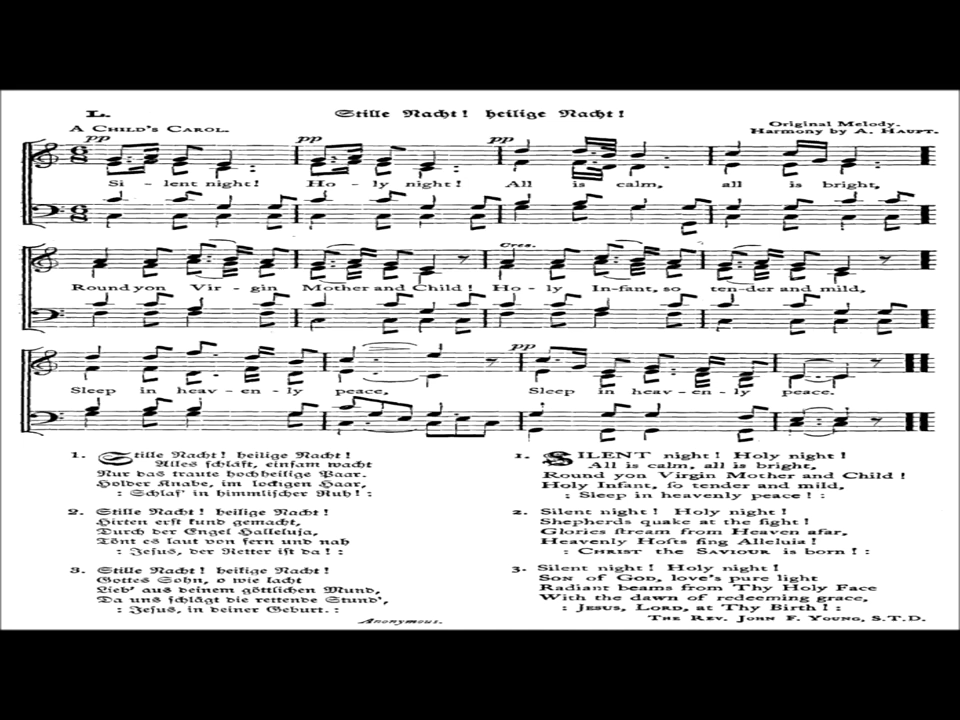 L.
Stille Nacht! heilige Nacht!
A CHILD'S CAROL.
Original Melody.
Harmony by A. HAUPT.
pp pp pp
Si - lent night! Ho - ly night! All is calm, all is bright,
Cres.
Round yon Vir - gin Mother and Child! Ho - ly In-fant, so ten-der and mild,
pp
Sleep in heav - en - ly peace, Sleep in heav - en - ly peace.
1. Stille Nacht! heilige Nacht!
Alles schläft, einsam wacht
Nur das traute hochheilige Paar.
Holder Knabe, im lockigen Haar,
: Schlaf' in himmlischer Ruh! :
2. Stille Nacht! heilige Nacht!
Hirten erst kund gemacht,
Durch der Engel Halleluja,
Tönt es laut von fern und nah
: Jesus, der Retter ist da! :
3. Stille Nacht! heilige Nacht!
Gottes Sohn, o wie lacht
Lieb' aus deinem göttlichen Mund,
Da uns schlägt die rettende Stund',
: Jesus, in deiner Geburt. :
Anonymous.
1. SILENT night! Holy night!
All is calm, all is bright,
Round yon Virgin Mother and Child!
Holy Infant, so tender and mild,
: Sleep in heavenly peace! :
2. Silent night! Holy night!
Shepherds quake at the sight!
Glories stream from Heaven afar,
Heavenly Hosts sing Alleluia!
: CHRIST the SAVIOUR is born! :
3. Silent night! Holy night!
SON of GOD, love's pure light
Radiant beams from Thy Holy Face
With the dawn of redeeming grace,
: JESUS, LORD, at Thy Birth! :
THE REV. JOHN F. YOUNG, S.T.D.